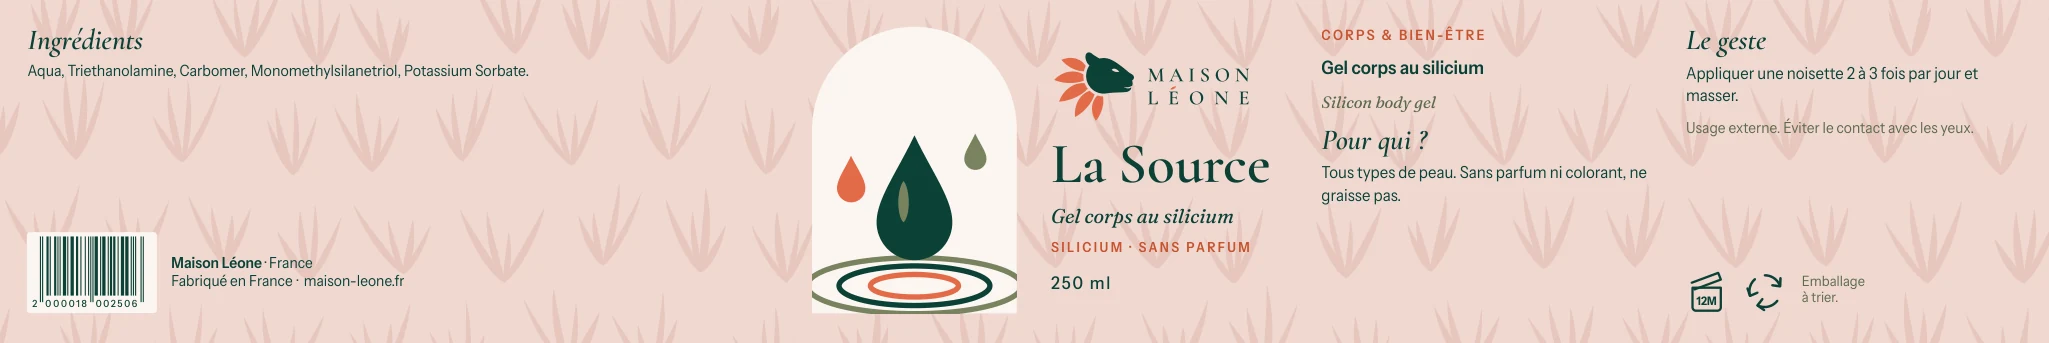 Ingrédients
Aqua, Triethanolamine, Carbomer, Monomethylsilanetriol, Potassium Sorbate.
2 000018 002506
Maison Léone · France
Fabriqué en France · maison-leone.fr
MAISON
LÉONE
La Source
Gel corps au silicium
SILICIUM · SANS PARFUM
250 ml
CORPS & BIEN-ÊTRE
Gel corps au silicium
Silicon body gel
Pour qui ?
Tous types de peau. Sans parfum ni colorant, ne
graisse pas.
Le geste
Appliquer une noisette 2 à 3 fois par jour et
masser.
Usage externe. Éviter le contact avec les yeux.
12M
Emballage
à trier.